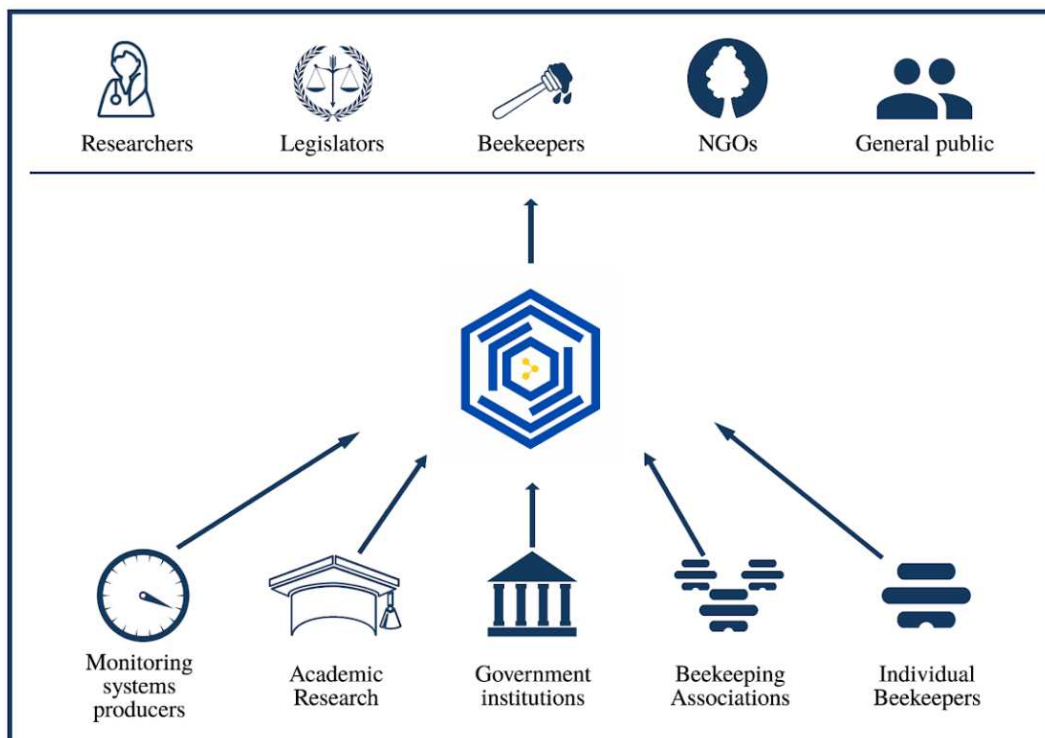 Researchers
Legislators
Beekeepers
NGOs
General public
Monitoring
systems
producers
Academic
Research
Government
institutions
Beekeeping
Associations
Individual
Beekeepers